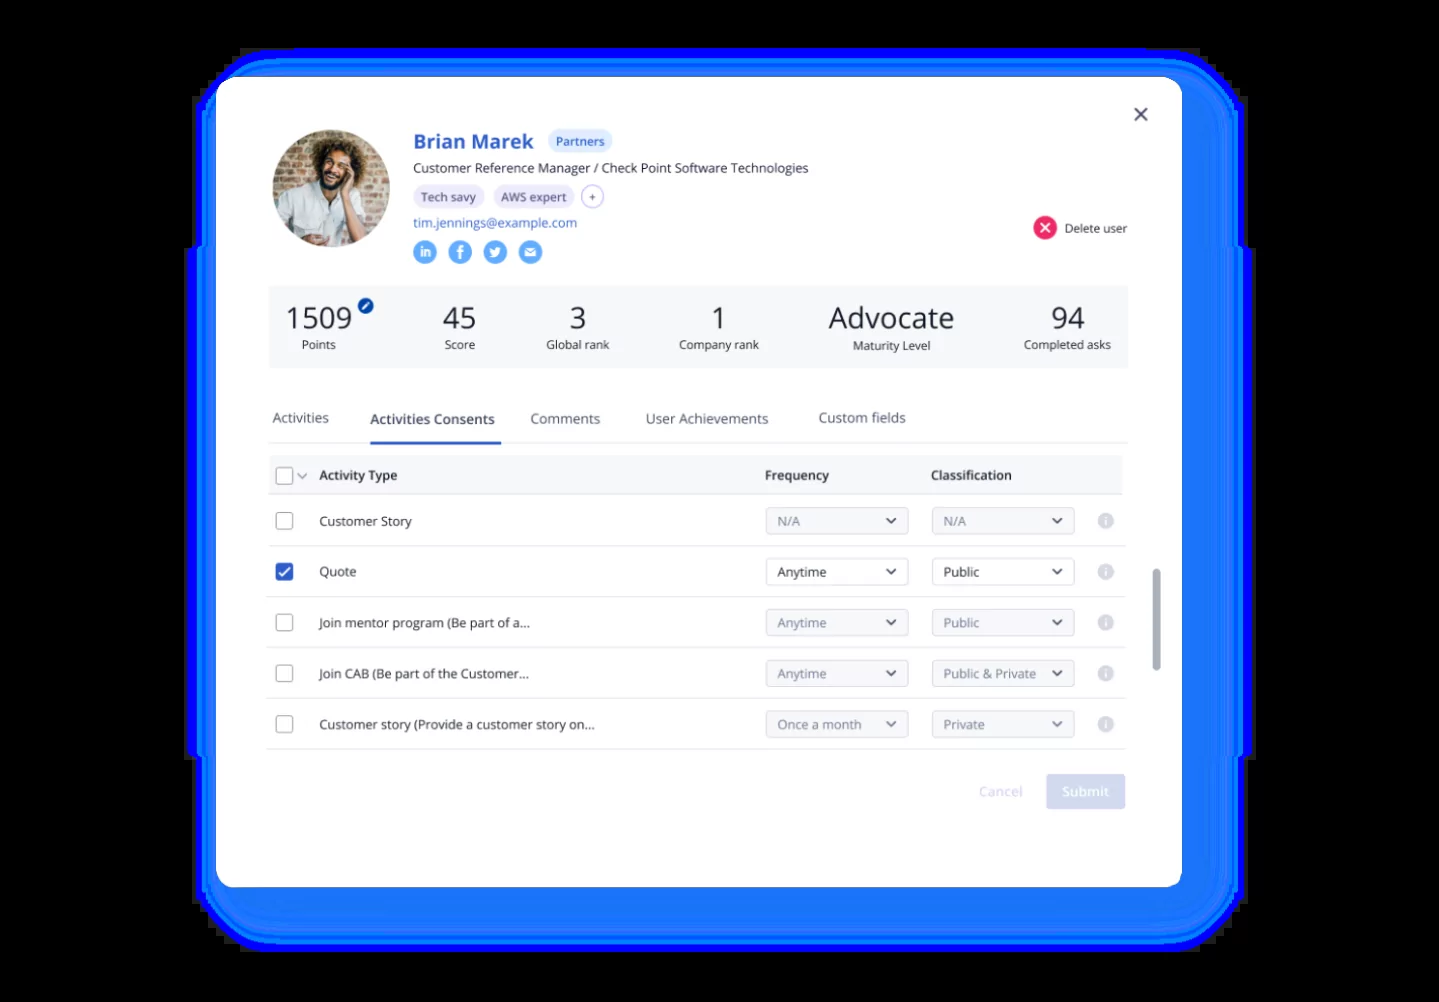 Brian Marek Partners
Customer Reference Manager / Check Point Software Technologies
Tech savy AWS expert +
tim.jennings@example.com
Delete user
in f
1509 45 3 1 Advocate 94
Points Score Global rank Company rank Maturity Level Completed asks
Activities Activities Consents Comments User Achievements Custom fields
Activity Type Frequency Classification
Customer Story N/A N/A
Quote Anytime Public
Join mentor program (Be part of a... Anytime Public
Join CAB (Be part of the Customer... Anytime Public & Private
Customer story (Provide a customer story on... Once a month Private
Cancel Submit